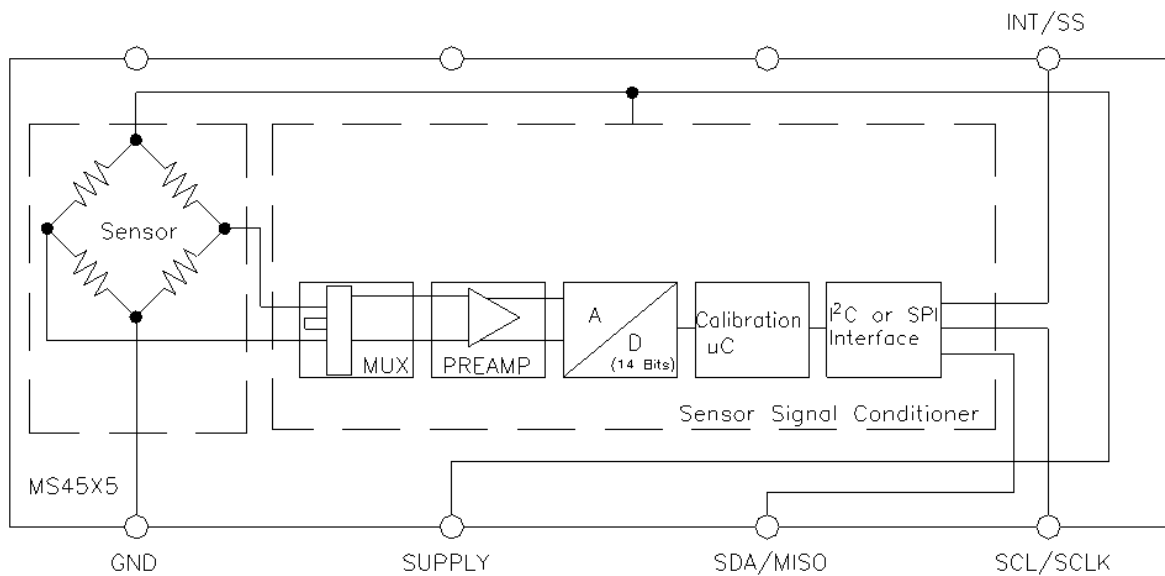 INT/SS
Sensor
MUX
PREAMP
A
D
(14 Bits)
Calibration
µC
I²C or SPI
Interface
Sensor Signal Conditioner
MS45X5
GND
SUPPLY
SDA/MISO
SCL/SCLK